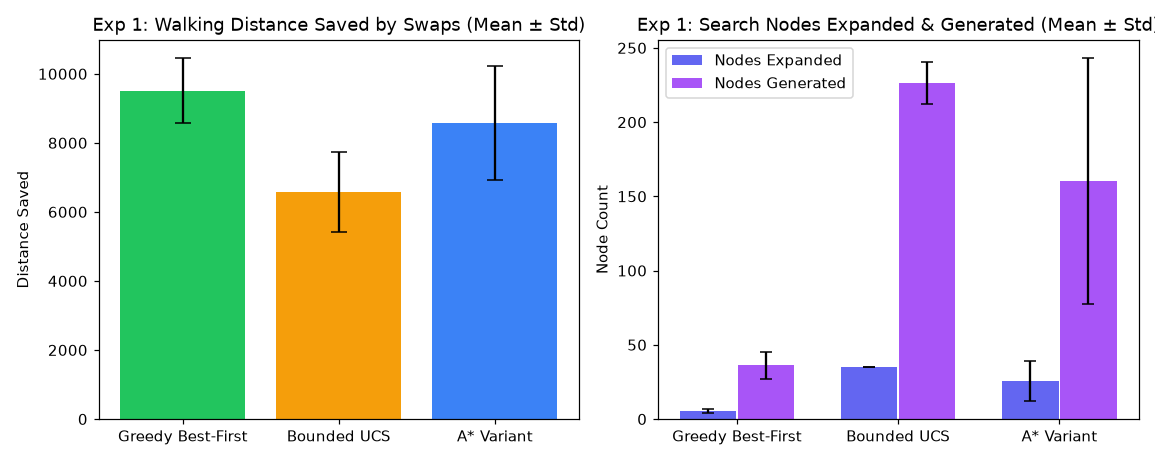 Exp 1: Walking Distance Saved by Swaps (Mean ± Std)
Distance Saved
10000
8000
6000
4000
2000
0
Greedy Best-First
Bounded UCS
A* Variant
Exp 1: Search Nodes Expanded & Generated (Mean ± Std)
Node Count
250
200
150
100
50
0
Nodes Expanded
Nodes Generated
Greedy Best-First
Bounded UCS
A* Variant